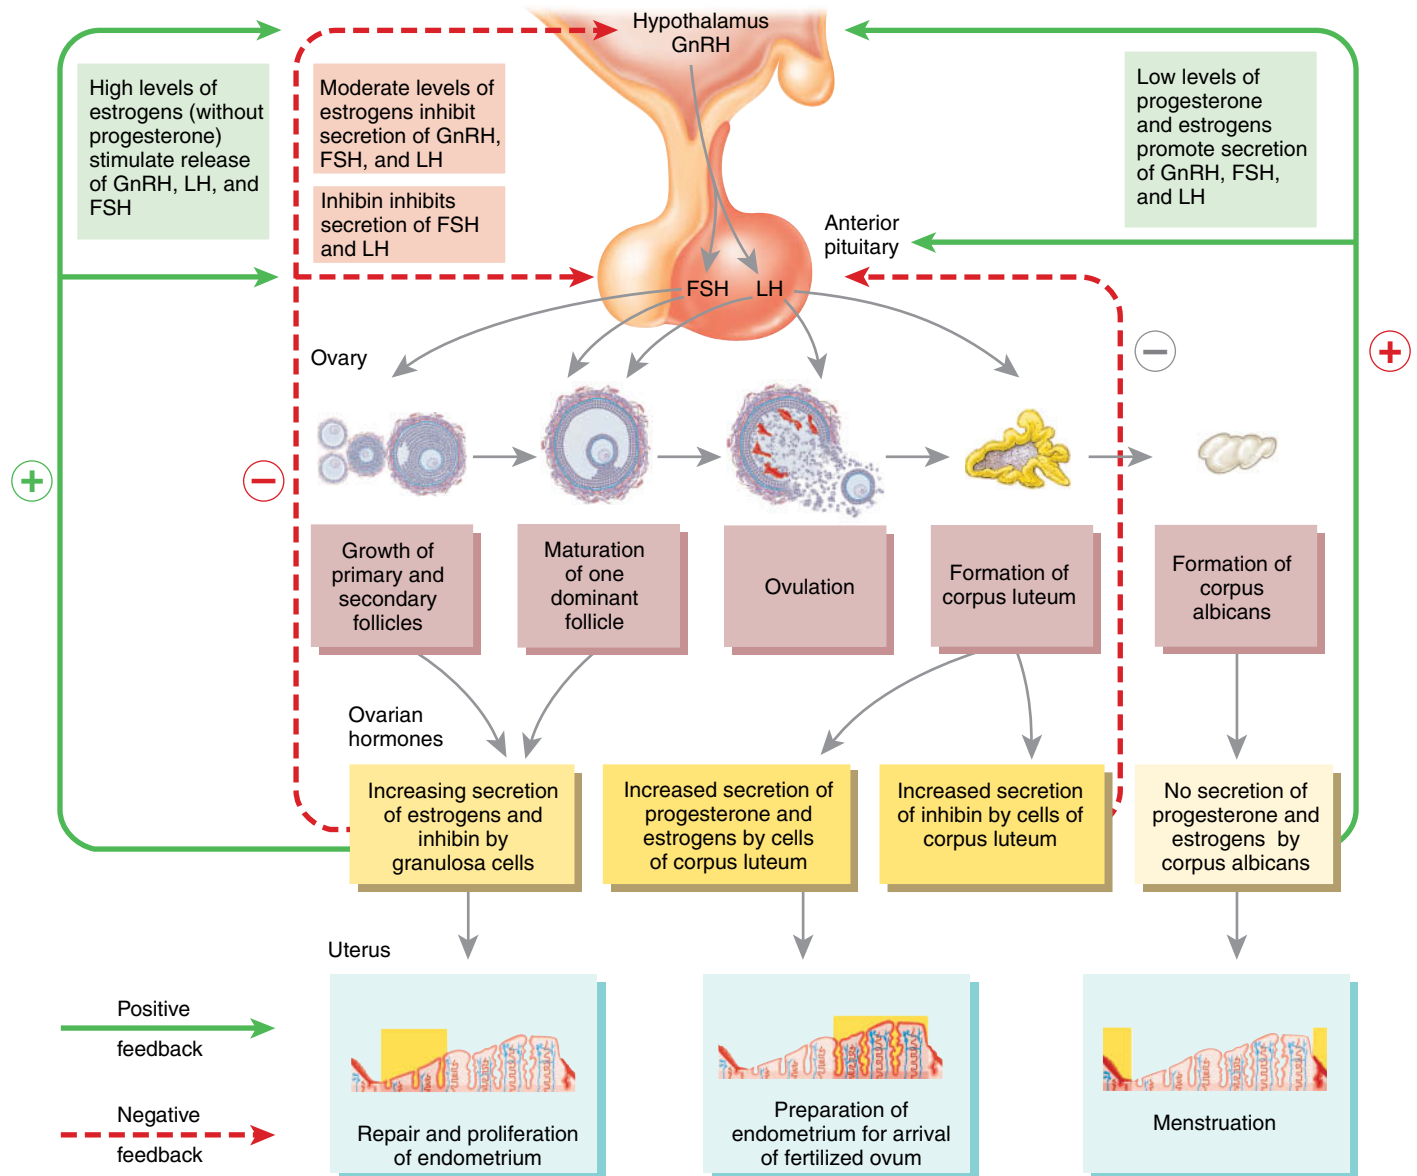 Hypothalamus
GnRH
High levels of
estrogens (without
progesterone)
stimulate release
of GnRH, LH, and
FSH
Moderate levels of
estrogens inhibit
secretion of GnRH,
FSH, and LH
Inhibin inhibits
secretion of FSH
and LH
Low levels of
progesterone
and estrogens
promote secretion
of GnRH, FSH,
and LH
Anterior
pituitary
FSH
LH
Ovary
+
−
−
+
Growth of
primary and
secondary
follicles
Maturation
of one
dominant
follicle
Ovulation
Formation of
corpus luteum
Formation of
corpus
albicans
Ovarian
hormones
Increasing secretion
of estrogens and
inhibin by
granulosa cells
Increased secretion of
progesterone and
estrogens by cells
of corpus luteum
Increased secretion
of inhibin by cells of
corpus luteum
No secretion of
progesterone and
estrogens by
corpus albicans
Uterus
Positive
feedback
Negative
feedback
Repair and proliferation
of endometrium
Preparation of
endometrium for arrival
of fertilized ovum
Menstruation